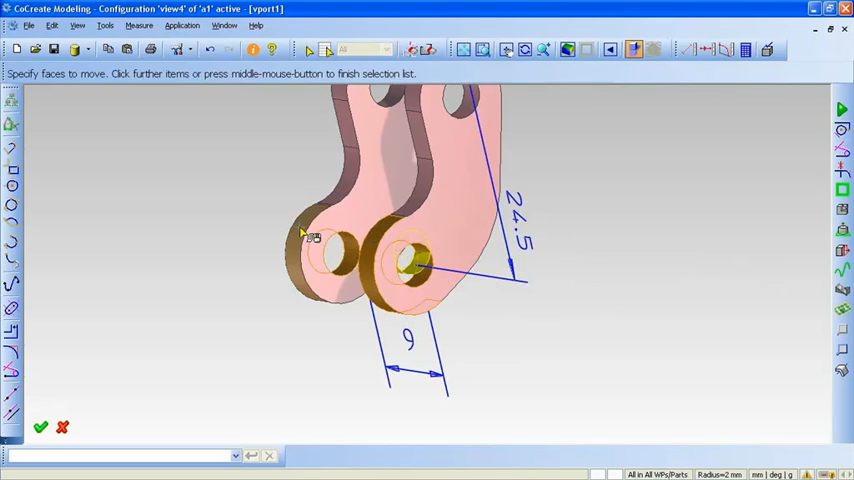 CoCreate Modeling - Configuration 'view4' of 'a1' active - [vport1]
File Edit View Tools Measure Application Window Help
All
Specify faces to move. Click further items or press middle-mouse-button to finish selection list.
24.5
9
All in All WPs/Parts Radius=2 mm mm | deg | g